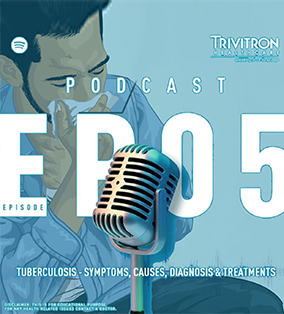 TRIVITRON
HEALTHCARE
PODCAST
EP05
EPISODE
TUBERCULOSIS - SYMPTOMS, CAUSES, DIAGNOSIS & TREATMENTS
DISCLAIMER: THIS IS FOR EDUCATIONAL PURPOSE.
FOR ANY HEALTH RELATED ISSUES CONTACT A DOCTOR.